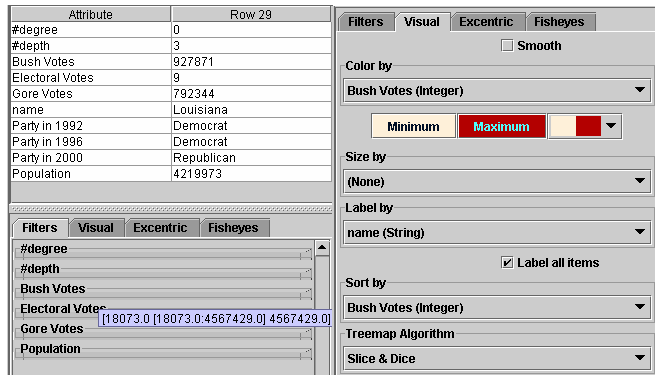 Attribute Row 29
#degree 0
#depth 3
Bush Votes 927871
Electoral Votes 9
Gore Votes 792344
name Louisiana
Party in 1992 Democrat
Party in 1996 Democrat
Party in 2000 Republican
Population 4219973
Filters Visual Excentric Fisheyes
#degree
#depth
Bush Votes
Electoral Votes
[18073.0 [18073.0:4567429.0] 4567429.0]
Gore Votes
Population
Filters Visual Excentric Fisheyes
Smooth
Color by
Bush Votes (Integer)
Minimum Maximum
Size by
(None)
Label by
name (String)
Label all items
Sort by
Bush Votes (Integer)
Treemap Algorithm
Slice & Dice